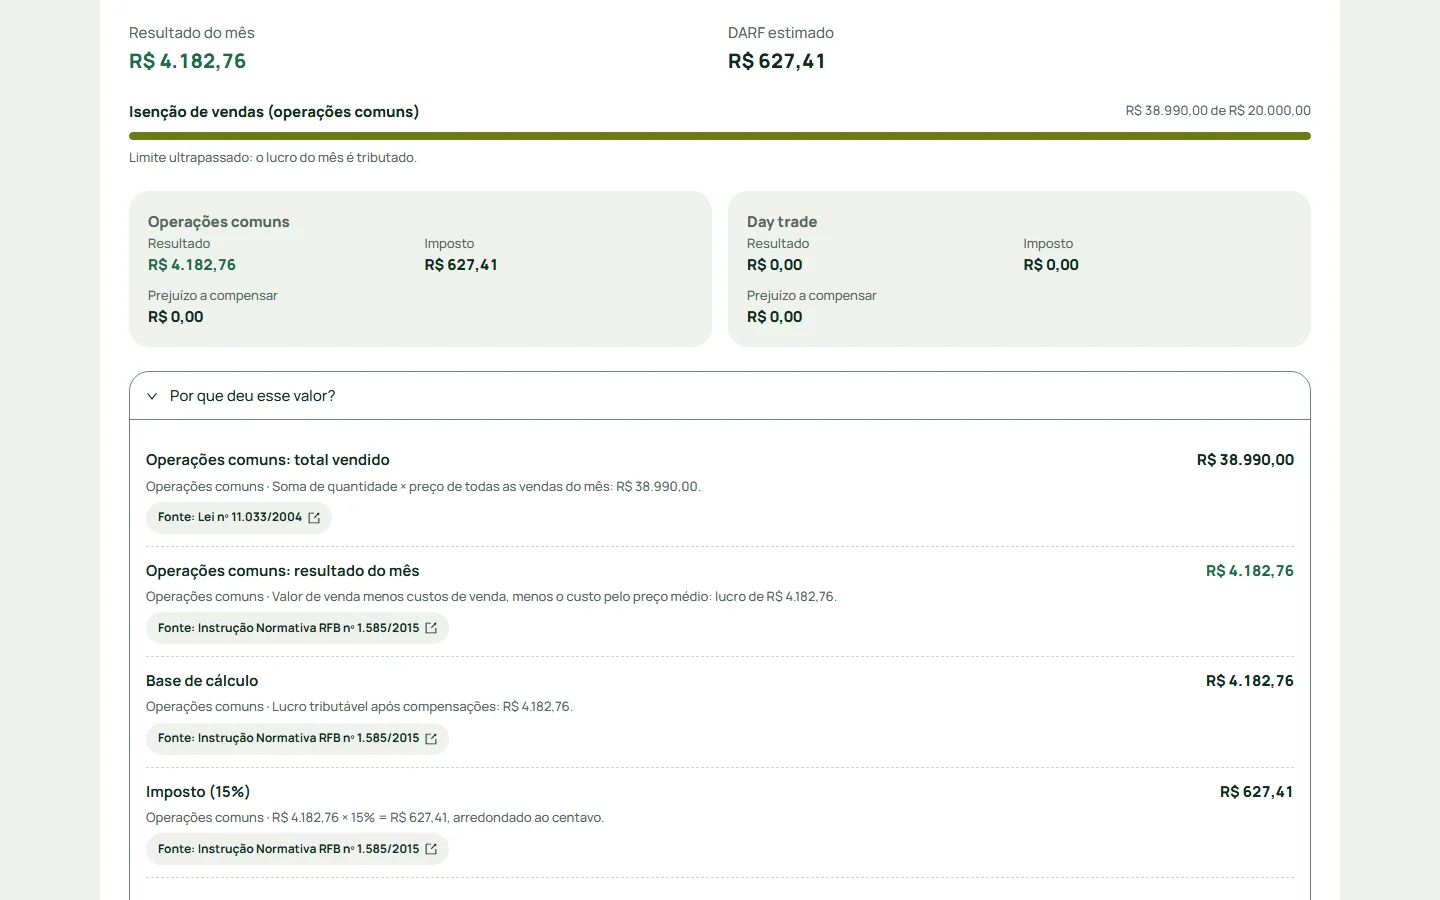 Resultado do mês
R$ 4.182,76
DARF estimado
R$ 627,41
Isenção de vendas (operações comuns)
R$ 38.990,00 de R$ 20.000,00
Limite ultrapassado: o lucro do mês é tributado.
Operações comuns
Resultado
R$ 4.182,76
Imposto
R$ 627,41
Prejuízo a compensar
R$ 0,00
Day trade
Resultado
R$ 0,00
Imposto
R$ 0,00
Prejuízo a compensar
R$ 0,00
Por que deu esse valor?
Operações comuns: total vendido
R$ 38.990,00
Operações comuns · Soma de quantidade × preço de todas as vendas do mês: R$ 38.990,00.
Fonte: Lei nº 11.033/2004
Operações comuns: resultado do mês
R$ 4.182,76
Operações comuns · Valor de venda menos custos de venda, menos o custo pelo preço médio: lucro de R$ 4.182,76.
Fonte: Instrução Normativa RFB nº 1.585/2015
Base de cálculo
R$ 4.182,76
Operações comuns · Lucro tributável após compensações: R$ 4.182,76.
Fonte: Instrução Normativa RFB nº 1.585/2015
Imposto (15%)
R$ 627,41
Operações comuns · R$ 4.182,76 × 15% = R$ 627,41, arredondado ao centavo.
Fonte: Instrução Normativa RFB nº 1.585/2015